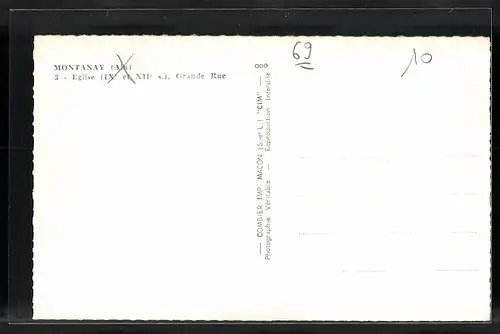 MONTANAY (Ain)
3 - Eglise (IXe et XIIe s.), Grande Rue
69
10
COMBIER IMP. MACON (S.-et-L.) "CIM"
Photographie Véritable — Reproduction Interdite